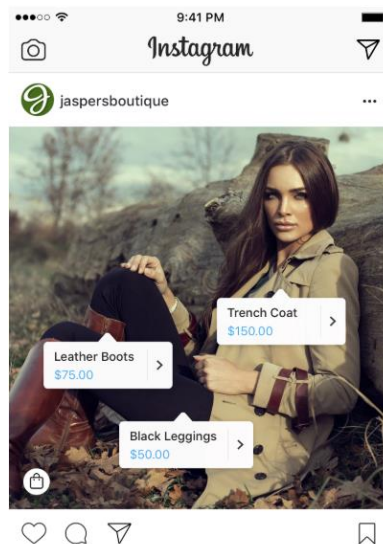 9:41 PM
Instagram
jaspersboutique
Trench Coat
$150.00
Leather Boots
$75.00
Black Leggings
$50.00